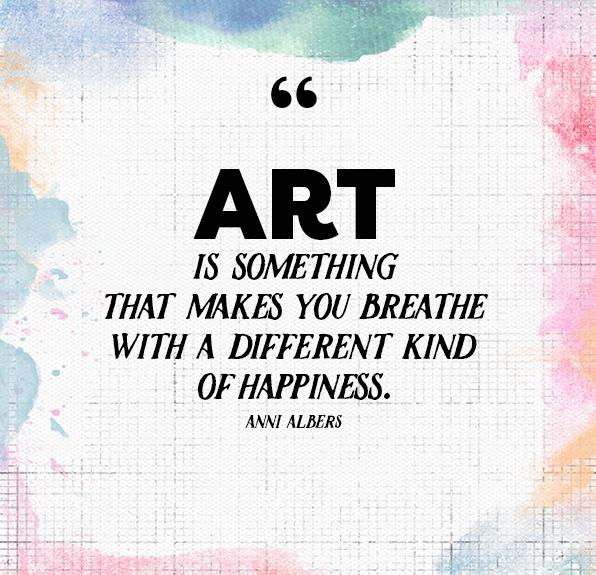 “
ART
IS SOMETHING
THAT MAKES YOU BREATHE
WITH A DIFFERENT KIND
OF HAPPINESS.
ANNI ALBERS